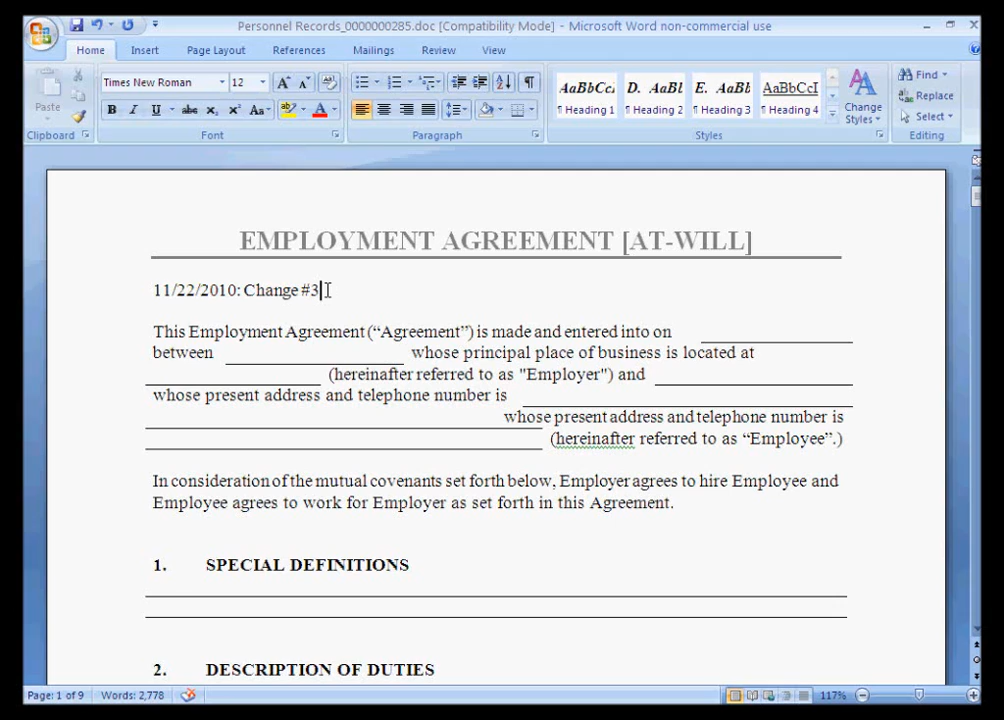 Personnel Records_0000000285.doc [Compatibility Mode] - Microsoft Word non-commercial use
Home Insert Page Layout References Mailings Review View
Paste
Times New Roman 12
B I U abe x₂ x² Aa
AaBbCcI D. AaBl E. AaBb AaBbCcI
¶ Heading 1 ¶ Heading 2 ¶ Heading 3 ¶ Heading 4
Change
Styles
Find
Replace
Select
Clipboard Font Paragraph Styles Editing
EMPLOYMENT AGREEMENT [AT-WILL]
11/22/2010: Change #3
This Employment Agreement (“Agreement”) is made and entered into on
between whose principal place of business is located at
(hereinafter referred to as "Employer") and
whose present address and telephone number is
whose present address and telephone number is
(hereinafter referred to as “Employee”.)
In consideration of the mutual covenants set forth below, Employer agrees to hire Employee and
Employee agrees to work for Employer as set forth in this Agreement.
1. SPECIAL DEFINITIONS
2. DESCRIPTION OF DUTIES
Page: 1 of 9 Words: 2,778 117%